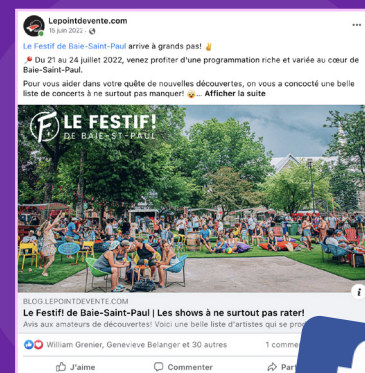 Lepointdevente.com
15 juin 2022 ·
Le Festif de Baie-Saint-Paul arrive à grands pas! ✌️
Du 21 au 24 juillet 2022, venez profiter d'une programmation riche et variée au cœur de
Baie-Saint-Paul.
Pour vous aider dans votre quête de nouvelles découvertes, on vous a concocté une belle
liste de concerts à ne surtout pas manquer! 😉... Afficher la suite
LE FESTIF!
DE BAIE-ST-PAUL
BLOG.LEPOINTDEVENTE.COM
Le Festif! de Baie-Saint-Paul | Les shows à ne surtout pas rater!
Avis aux amateurs de découvertes! Voici une belle liste d'artistes qui se
William Grenier, Genevieve Belanger et 30 autres
1
J'aime
Commenter